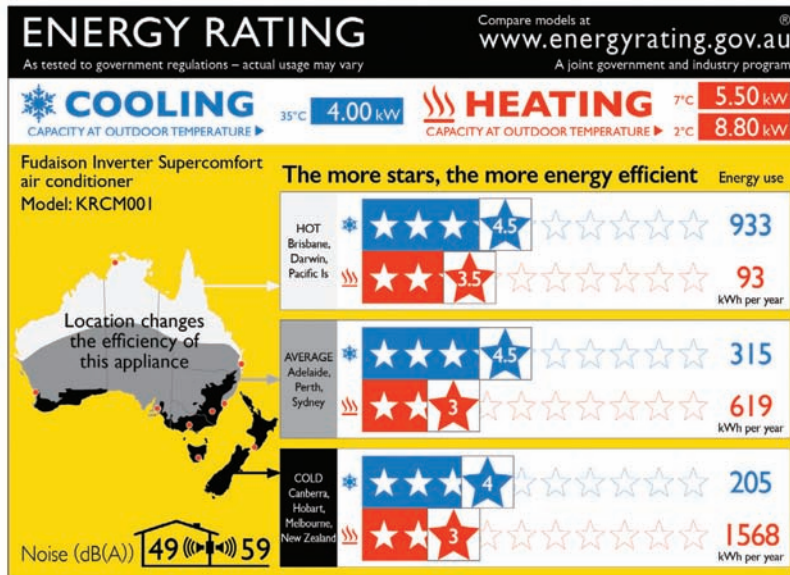 ENERGY RATING
As tested to government regulations – actual usage may vary
Compare models at
www.energyrating.gov.au®
A joint government and industry program
COOLING
CAPACITY AT OUTDOOR TEMPERATURE ▶
35°C 4.00 kW
HEATING
CAPACITY AT OUTDOOR TEMPERATURE ▶
7°C 5.50 kW
2°C 8.80 kW
Fudaison Inverter Supercomfort
air conditioner
Model: KRCM001
The more stars, the more energy efficient
Energy use
Location changes
the efficiency of
this appliance
HOT
Brisbane,
Darwin,
Pacific Is
4.5
933
3.5
93
kWh per year
AVERAGE
Adelaide,
Perth,
Sydney
4.5
315
3
619
kWh per year
COLD
Canberra,
Hobart,
Melbourne,
New Zealand
4
205
3
1568
kWh per year
Noise (dB(A)) 49 59